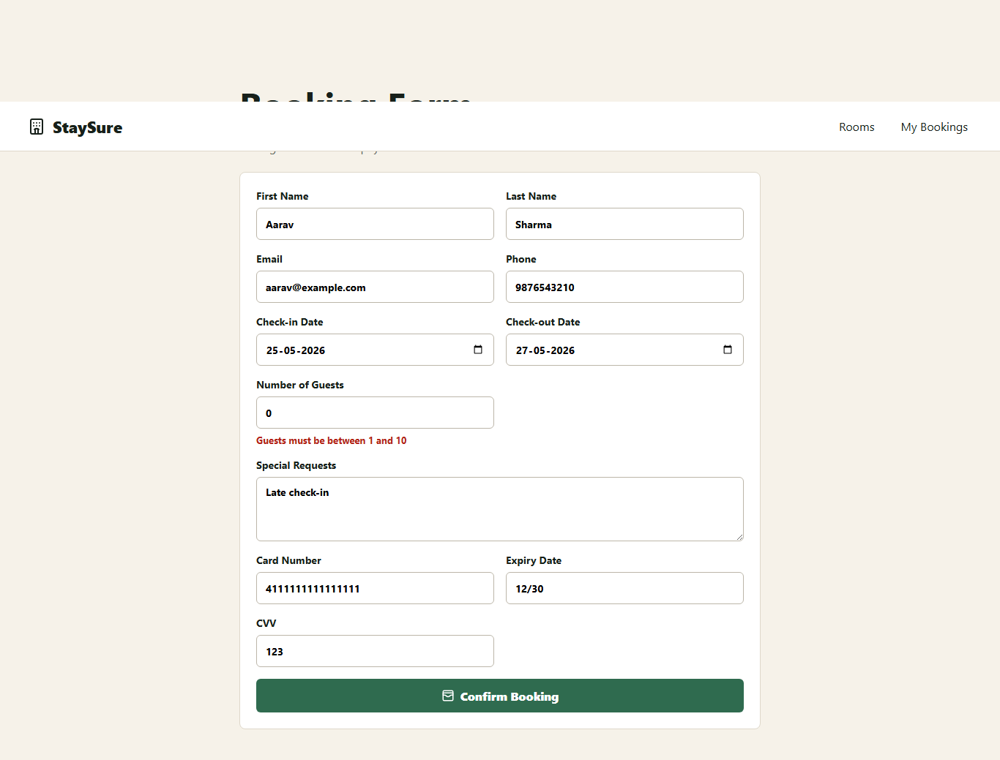 Booking Form
StaySure
Rooms
My Bookings
First Name
Last Name
Aarav
Sharma
Email
Phone
aarav@example.com
9876543210
Check-in Date
Check-out Date
25-05-2026
27-05-2026
Number of Guests
0
Guests must be between 1 and 10
Special Requests
Late check-in
Card Number
Expiry Date
4111111111111111
12/30
CVV
123
Confirm Booking